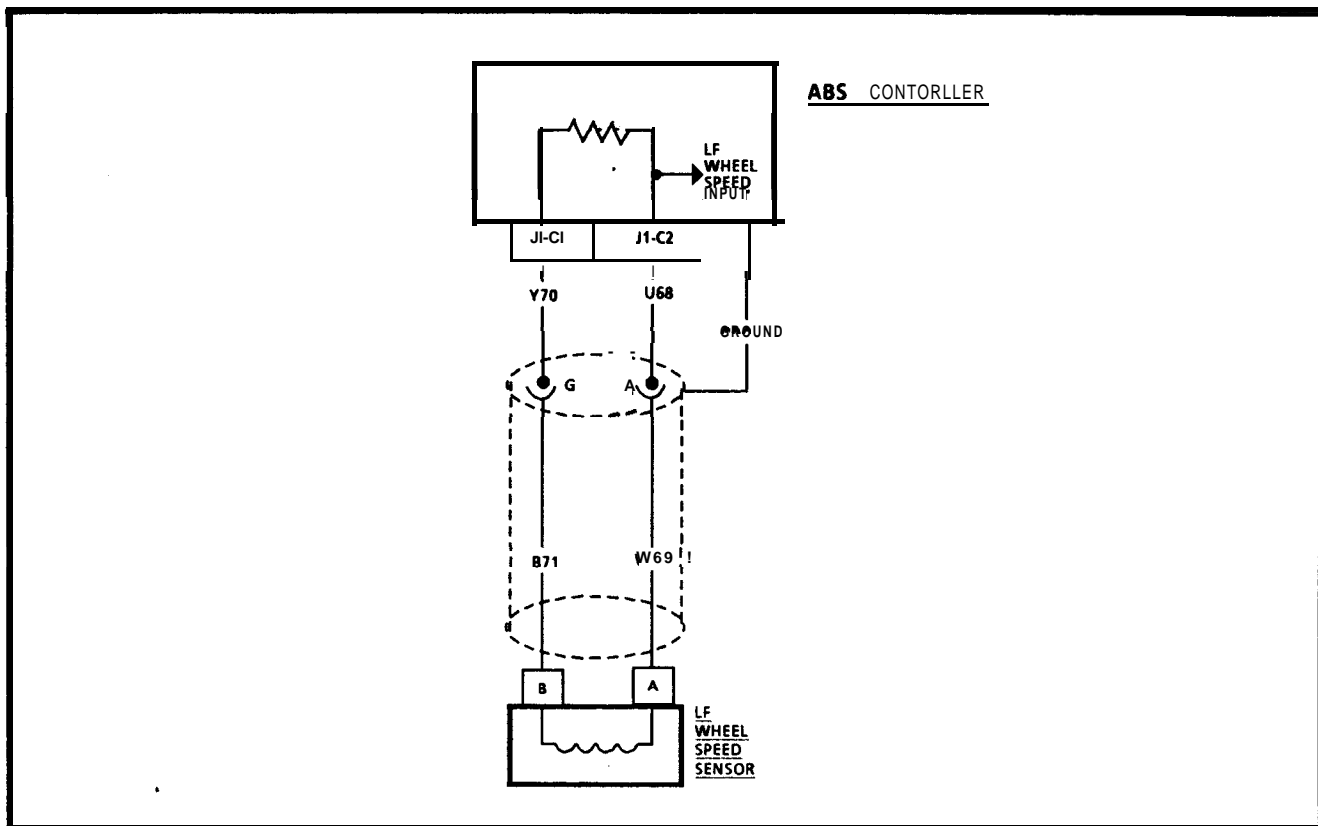 ABS CONTORLLER
LF
WHEEL
SPEED
INPUT
JI-CI J1-C2
Y70 U68
GROUND
G A
B71 W69 !
B A
LF
WHEEL
SPEED
SENSOR